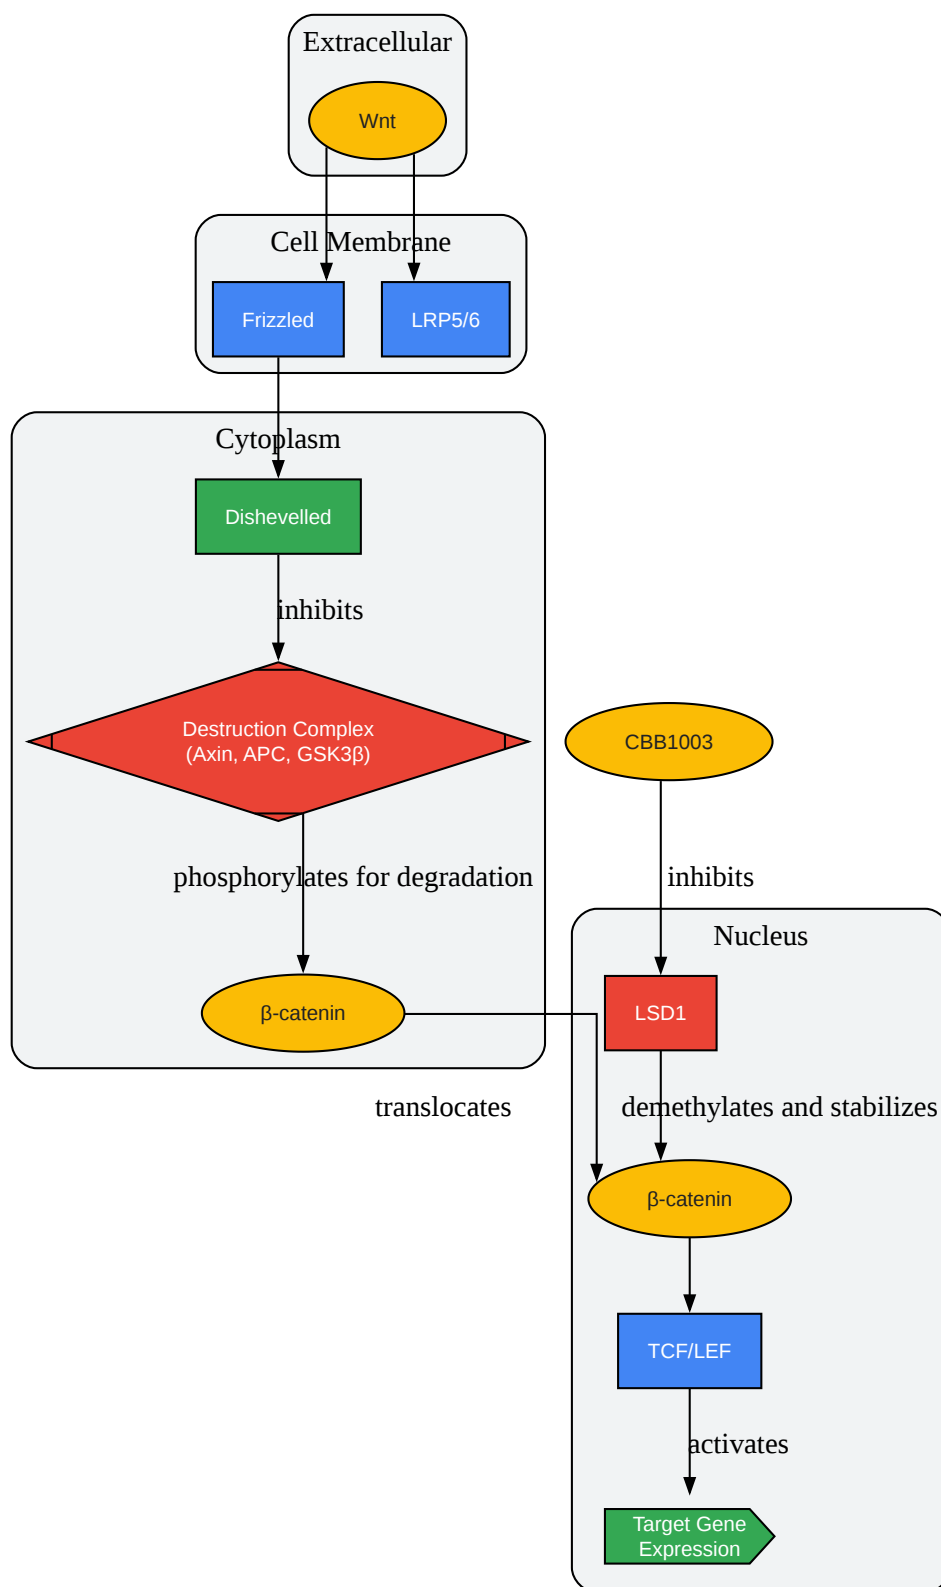 Extracellular
Wnt
Cell Membrane
Frizzled
LRP5/6
Cytoplasm
Dishevelled
inhibits
Destruction Complex
(Axin, APC, GSK3β)
CBB1003
phosphorylates for degradation
inhibits
Nucleus
β-catenin
LSD1
translocates
demethylates and stabilizes
β-catenin
TCF/LEF
activates
Target Gene
Expression